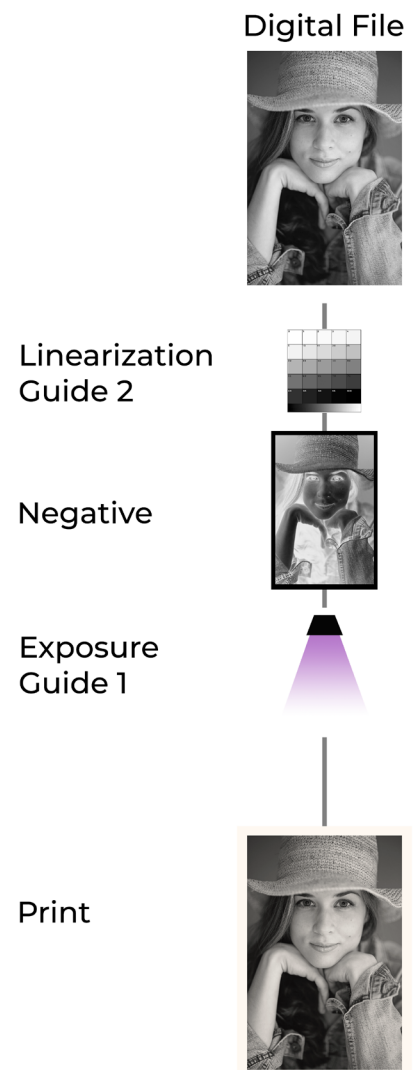 Digital File
Linearization
Guide 2
Negative
Exposure
Guide 1
Print